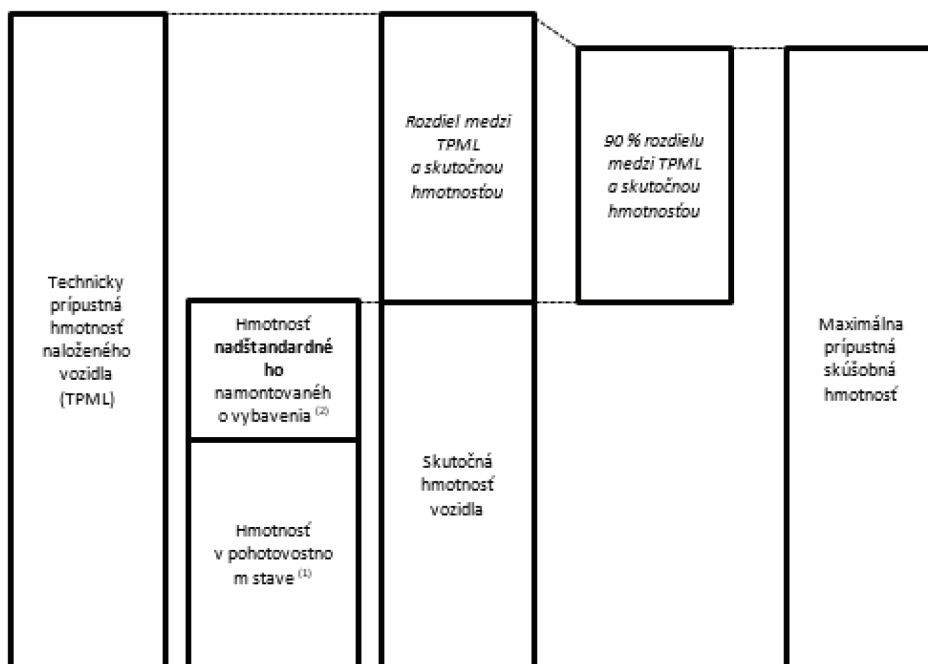 Technicky
prípustná
hmotnosť
naloženého
vozidla
(TPML)
Hmotnosť
nadštandardné
ho
namontovanéh
o vybavenia (2)
Hmotnosť
v pohotovostno
m stave (1)
Rozdiel medzi
TPML
a skutočnou
hmotnosťou
Skutočná
hmotnosť
vozidla
90 % rozdielu
medzi TPML
a skutočnou
hmotnosťou
Maximálna
prípustná
skúšobná
hmotnosť